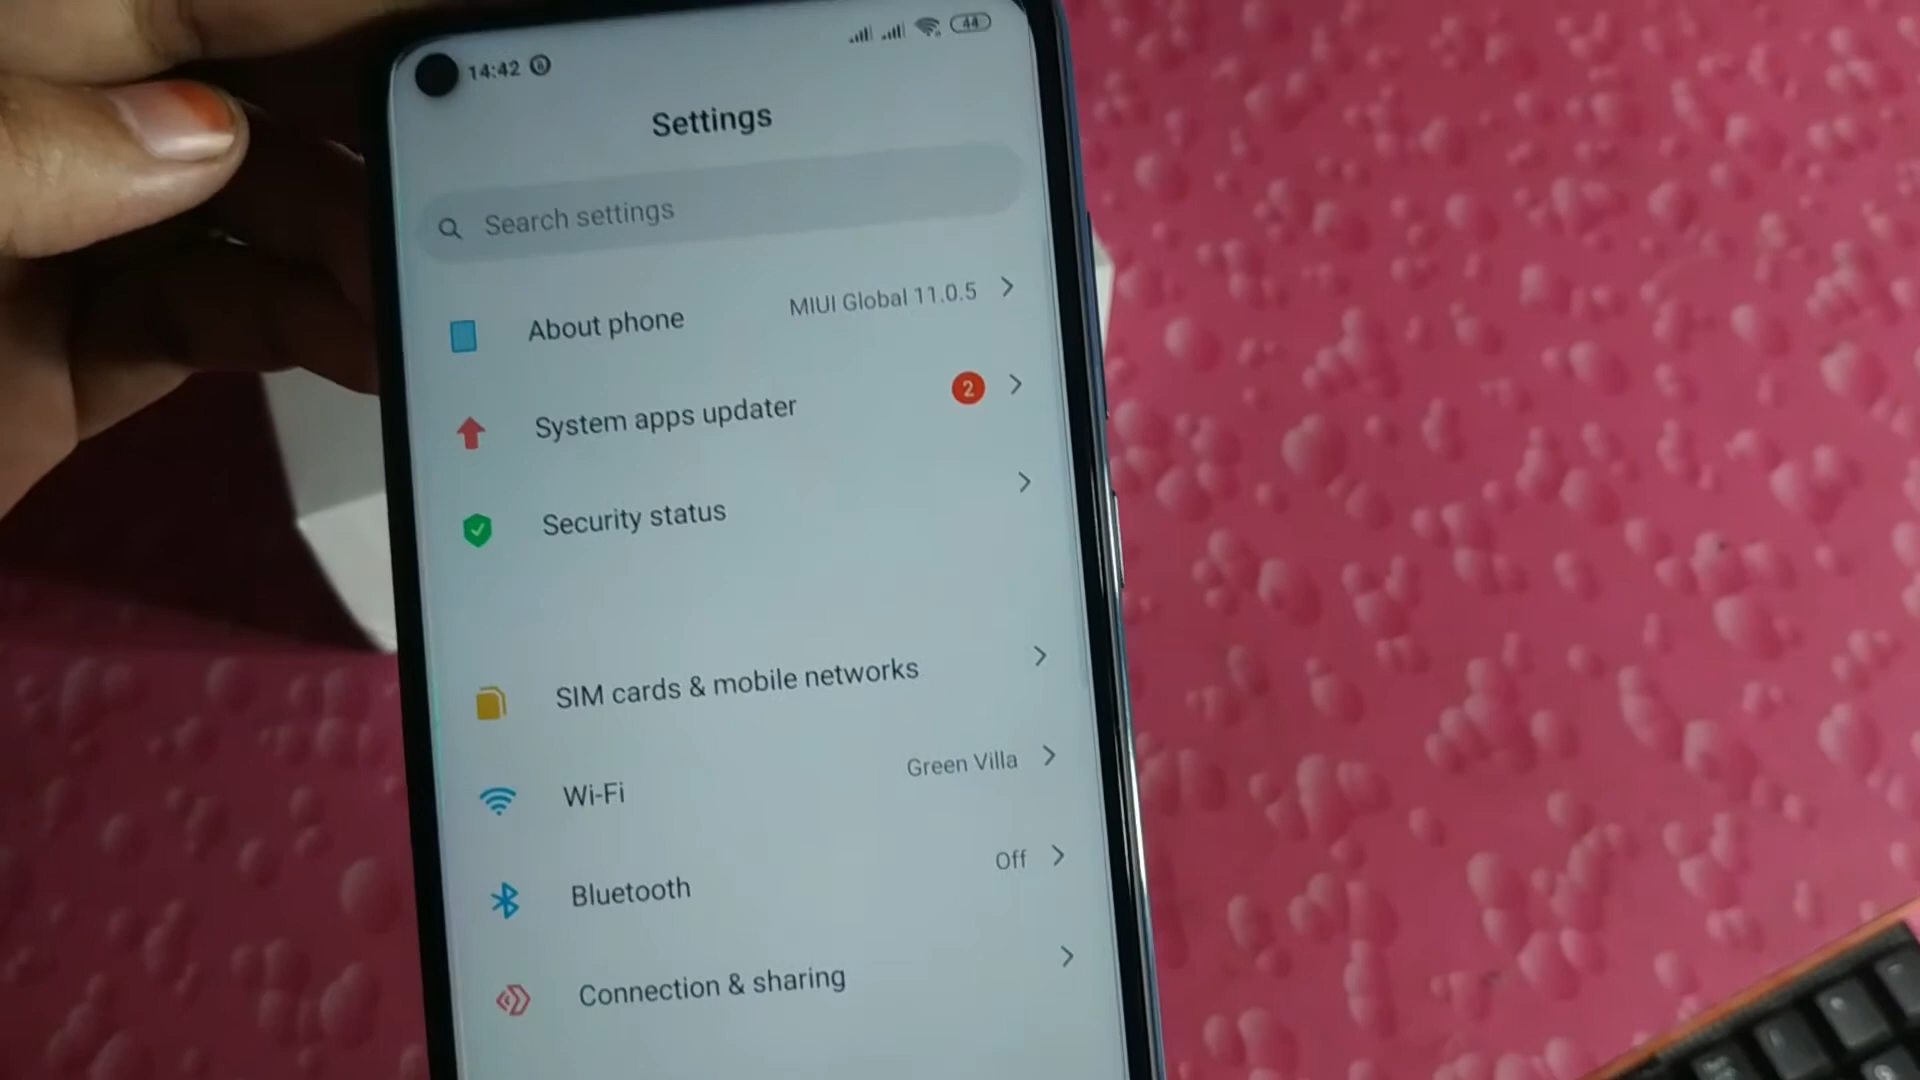 14:42
44
Settings
Search settings
About phone
MIUI Global 11.0.5
System apps updater
2
Security status
SIM cards & mobile networks
Wi-Fi
Green Villa
Bluetooth
Off
Connection & sharing